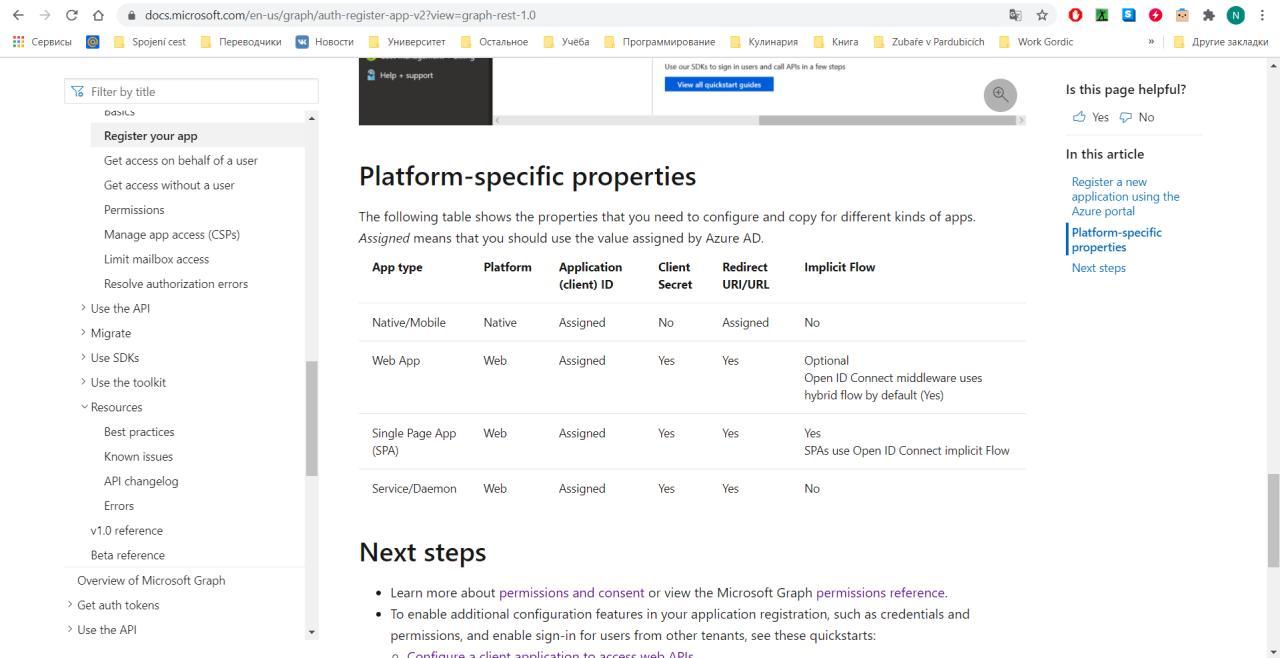 docs.microsoft.com/en-us/graph/auth-register-app-v2?view=graph-rest-1.0
N
Сервисы
Spojení cest
Переводчики
Новости
Университет
Остальное
Учёба
Программирование
Кулинария
Книга
Zubaře v Pardubicích
Work Gordic
»
Другие закладки
Filter by title
Basics
Register your app
Get access on behalf of a user
Get access without a user
Permissions
Manage app access (CSPs)
Limit mailbox access
Resolve authorization errors
Use the API
Migrate
Use SDKs
Use the toolkit
Resources
Best practices
Known issues
API changelog
Errors
v1.0 reference
Beta reference
Overview of Microsoft Graph
Get auth tokens
Use the API
Help + support
Use our SDKs to sign in users and call APIs in a few steps
View all quickstart guides
Platform-specific properties
The following table shows the properties that you need to configure and copy for different kinds of apps.
Assigned means that you should use the value assigned by Azure AD.
App type Platform Application (client) ID Client Secret Redirect URI/URL Implicit Flow
Native/Mobile Native Assigned No Assigned No
Web App Web Assigned Yes Yes Optional
Open ID Connect middleware uses
hybrid flow by default (Yes)
Single Page App (SPA) Web Assigned Yes Yes Yes
SPAs use Open ID Connect implicit Flow
Service/Daemon Web Assigned Yes Yes No
Next steps
• Learn more about permissions and consent or view the Microsoft Graph permissions reference.
• To enable additional configuration features in your application registration, such as credentials and
permissions, and enable sign-in for users from other tenants, see these quickstarts:
○ Configure a client application to access web APIs
Is this page helpful?
Yes No
In this article
Register a new
application using the
Azure portal
Platform-specific
properties
Next steps